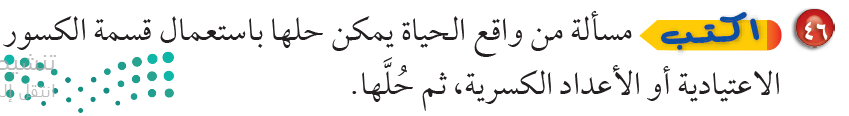 ٤٦ اكتب مسألة من واقع الحياة يمكن حلها باستعمال قسمة الكسور
الاعتيادية أو الأعداد الكسرية، ثم حُلَّها.